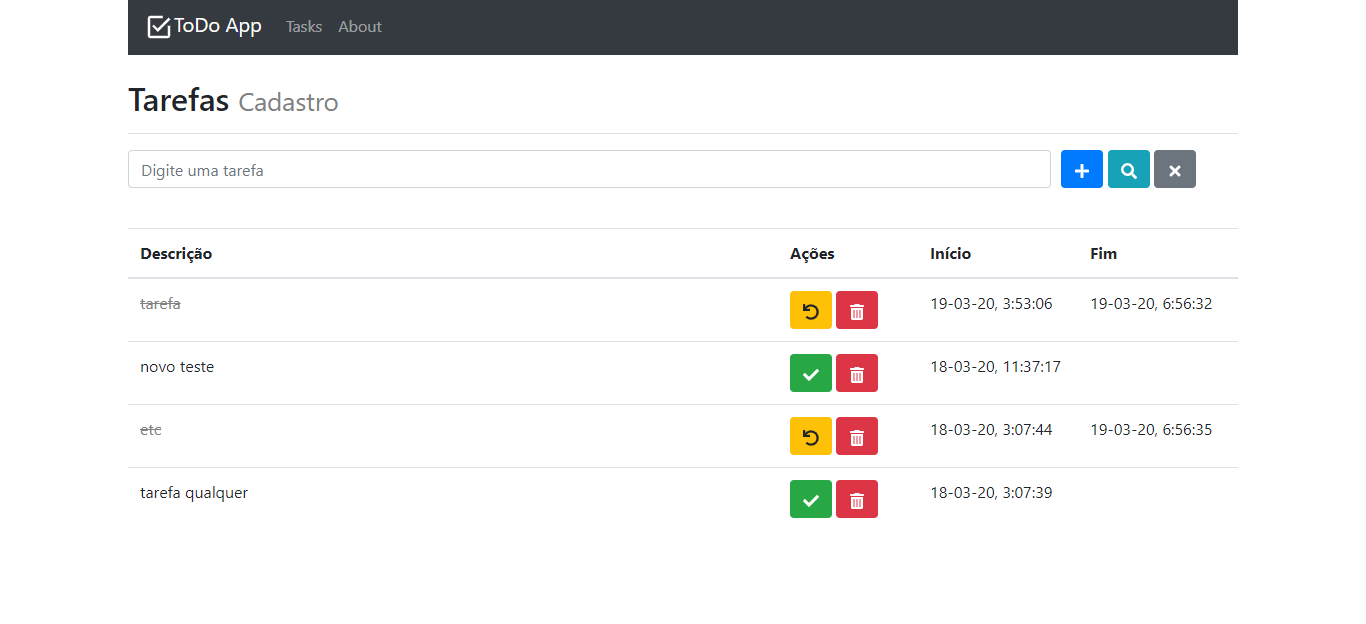 ToDo App Tasks About
Tarefas Cadastro
Digite uma tarefa
Descrição Ações Início Fim
tarefa 19-03-20, 3:53:06 19-03-20, 6:56:32
novo teste 18-03-20, 11:37:17
etc 18-03-20, 3:07:44 19-03-20, 6:56:35
tarefa qualquer 18-03-20, 3:07:39